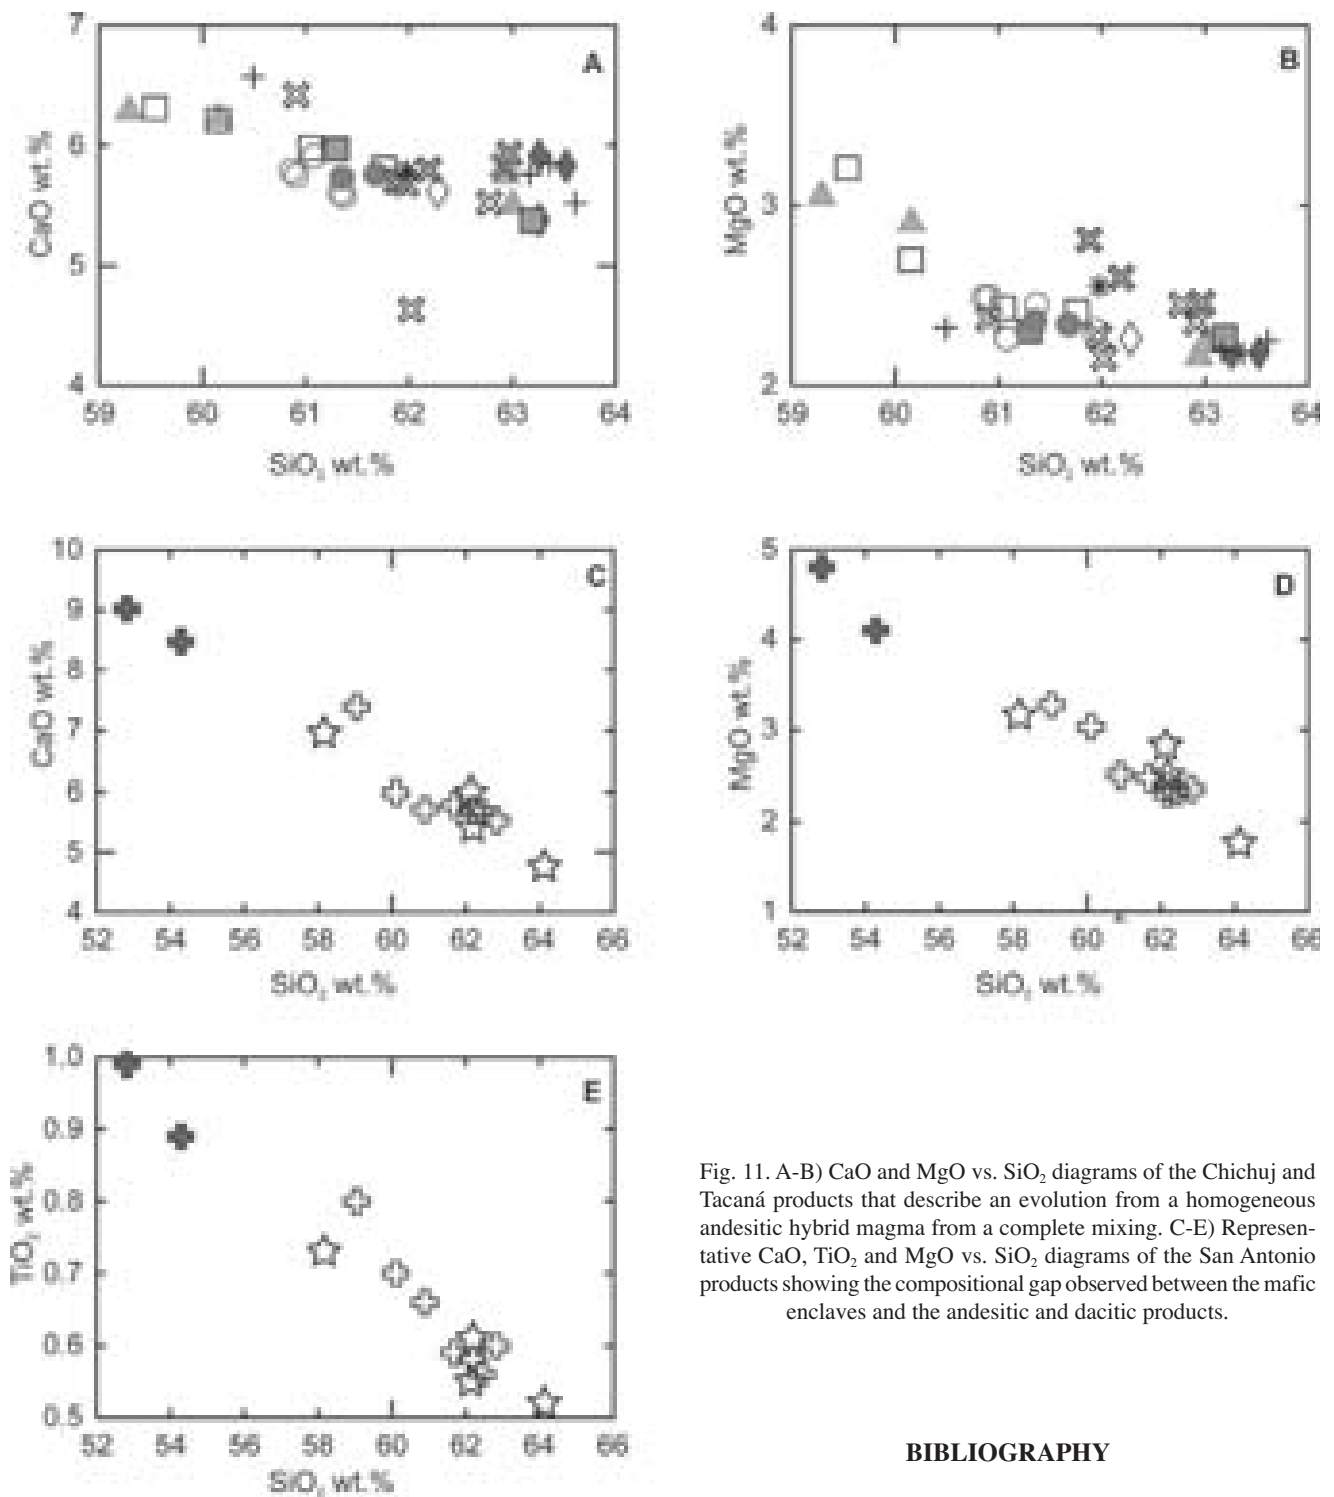 7
6
5
4
CaO wt.%
A
59 60 61 62 63 64
SiO₂ wt.%
4
3
2
MgO wt.%
B
59 60 61 62 63 64
SiO₂ wt.%
10
9
8
7
6
5
4
CaO wt.%
C
52 54 56 58 60 62 64 66
SiO₂ wt.%
5
4
3
2
1
MgO wt.%
D
52 54 56 58 60 62 64 66
SiO₂ wt.%
1.0
0.9
0.8
0.7
0.6
0.5
TiO₂ wt.%
E
52 54 56 58 60 62 64 66
SiO₂ wt.%
Fig. 11. A-B) CaO and MgO vs. SiO₂ diagrams of the Chichuj and
Tacaná products that describe an evolution from a homogeneous
andesitic hybrid magma from a complete mixing. C-E) Represen-
tative CaO, TiO₂ and MgO vs. SiO₂ diagrams of the San Antonio
products showing the compositional gap observed between the mafic
enclaves and the andesitic and dacitic products.
BIBLIOGRAPHY